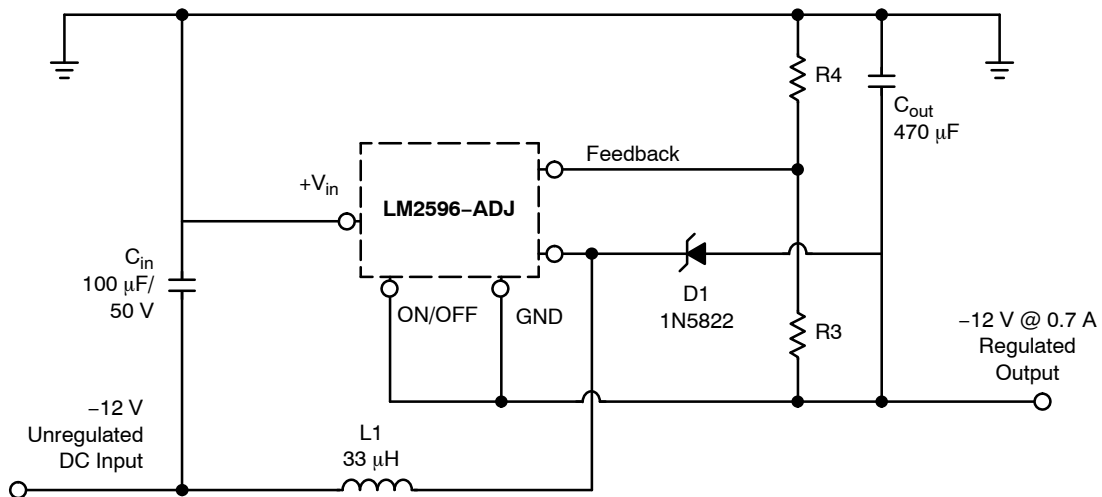 R4
C_out
470 μF
Feedback
+V_in
LM2596–ADJ
C_in
100 μF/
50 V
ON/OFF
GND
D1
1N5822
R3
–12 V @ 0.7 A
Regulated
Output
–12 V
Unregulated
DC Input
L1
33 μH